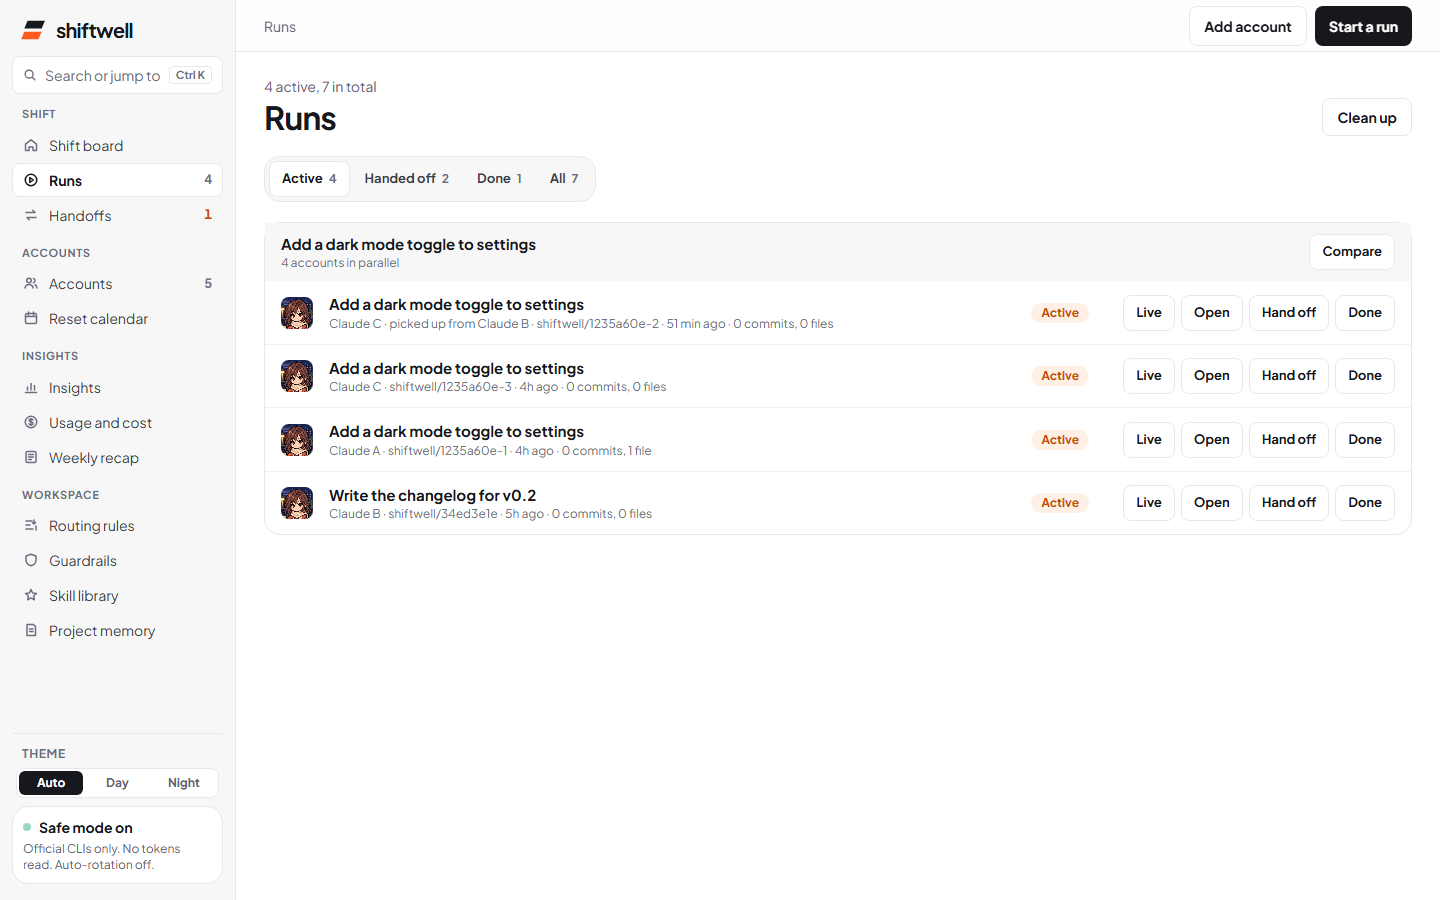 shiftwell
Search or jump to
Ctrl K
SHIFT
Shift board
Runs 4
Handoffs 1
ACCOUNTS
Accounts 5
Reset calendar
INSIGHTS
Insights
Usage and cost
Weekly recap
WORKSPACE
Routing rules
Guardrails
Skill library
Project memory
THEME
Auto Day Night
Safe mode on
Official CLIs only. No tokens
read. Auto-rotation off.
Runs
Add account Start a run
4 active, 7 in total
Runs
Clean up
Active 4 Handed off 2 Done 1 All 7
Add a dark mode toggle to settings
4 accounts in parallel
Compare
Add a dark mode toggle to settings
Claude C · picked up from Claude B · shiftwell/1235a60e-2 · 51 min ago · 0 commits, 0 files
Active Live Open Hand off Done
Add a dark mode toggle to settings
Claude C · shiftwell/1235a60e-3 · 4h ago · 0 commits, 0 files
Active Live Open Hand off Done
Add a dark mode toggle to settings
Claude A · shiftwell/1235a60e-1 · 4h ago · 0 commits, 1 file
Active Live Open Hand off Done
Write the changelog for v0.2
Claude B · shiftwell/34ed3e1e · 5h ago · 0 commits, 0 files
Active Live Open Hand off Done